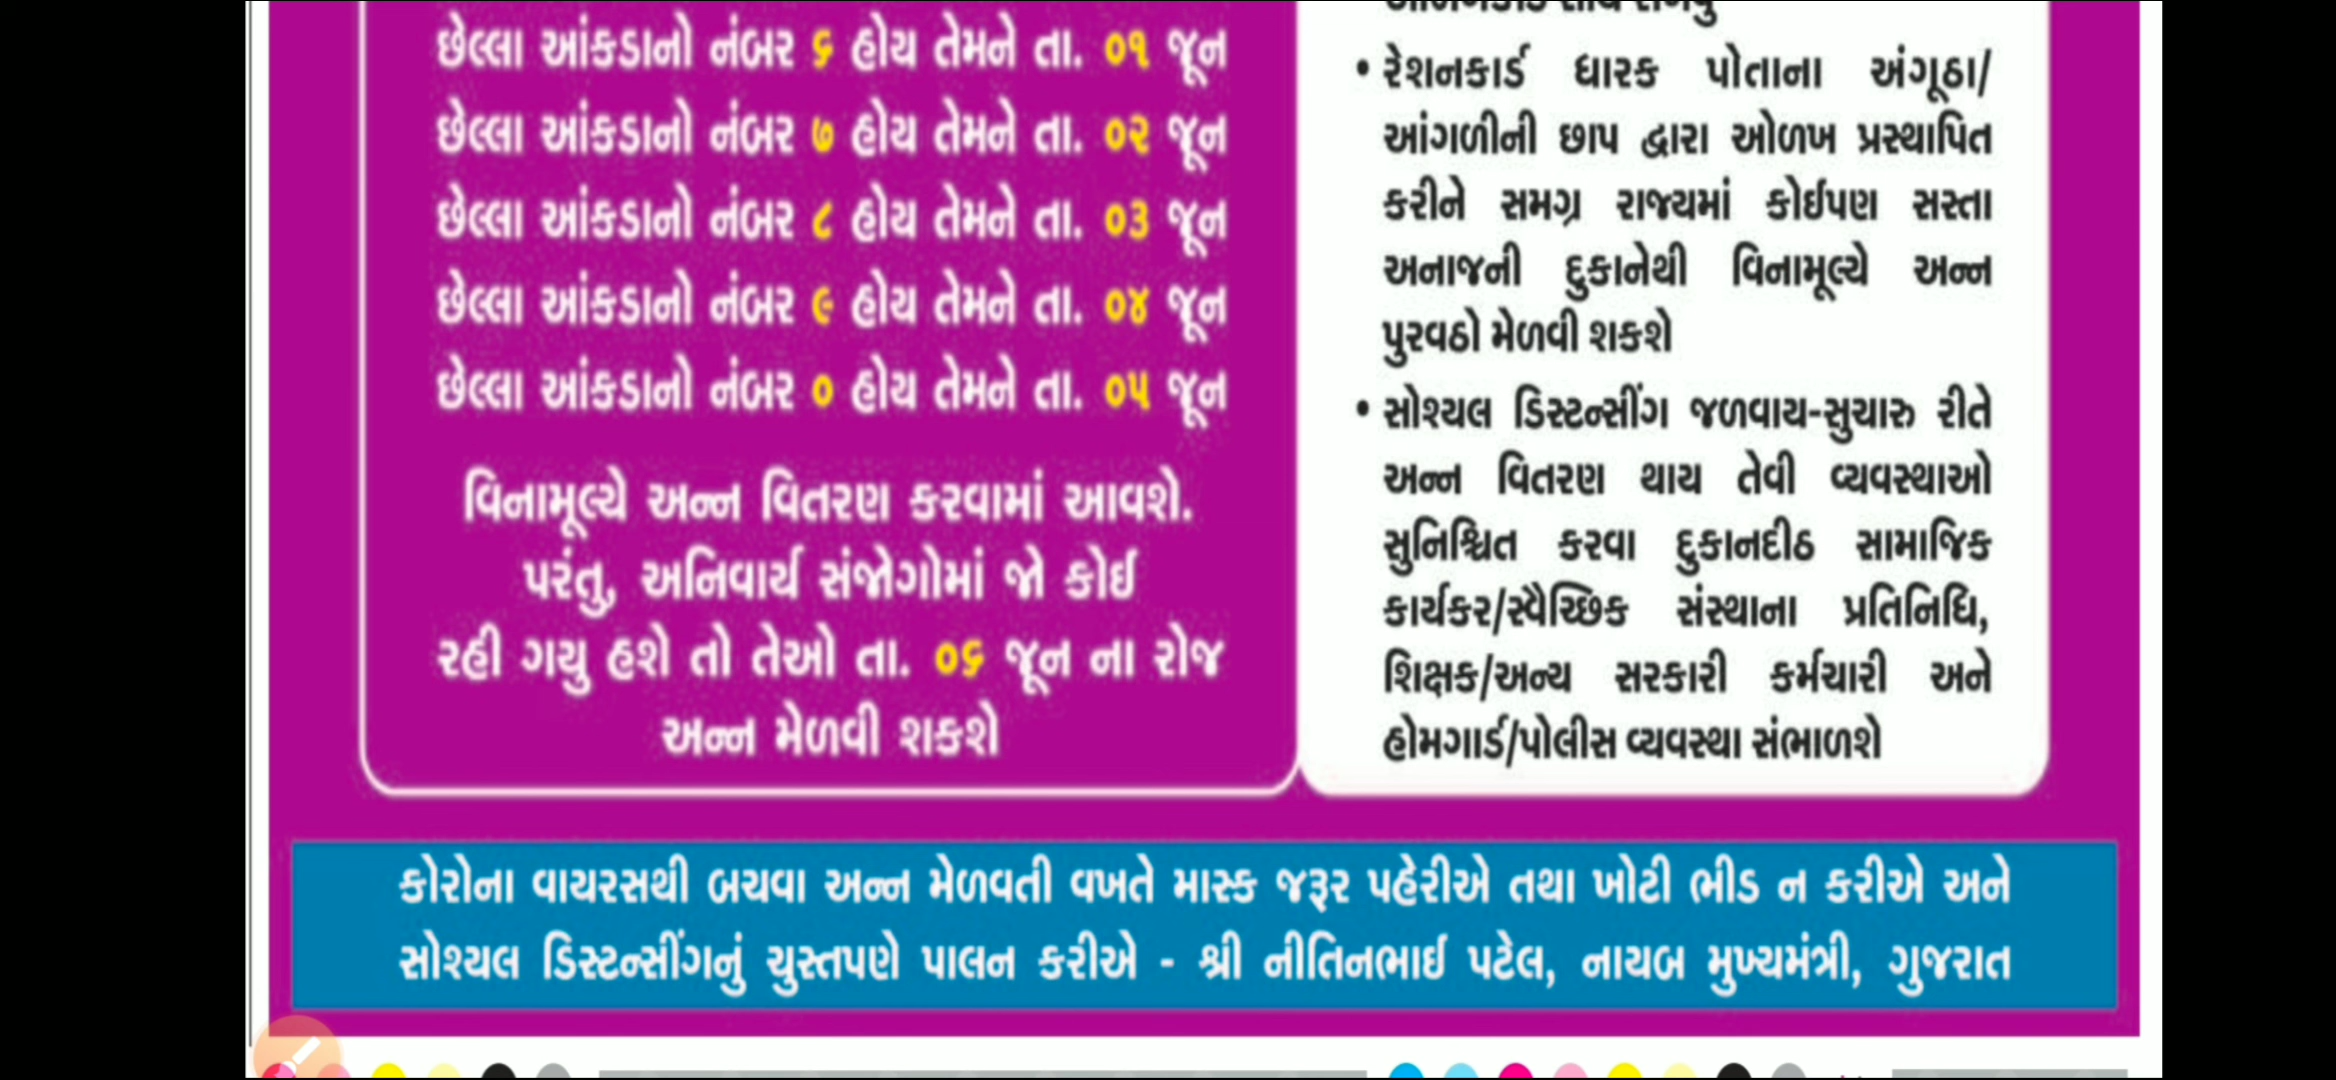 છેલ્લા આંકડાનો નંબર ૬ હોય તેમને તા. ૦૧ જૂન
છેલ્લા આંકડાનો નંબર ૭ હોય તેમને તા. ૦૨ જૂન
છેલ્લા આંકડાનો નંબર ૮ હોય તેમને તા. ૦૩ જૂન
છેલ્લા આંકડાનો નંબર ૯ હોય તેમને તા. ૦૪ જૂન
છેલ્લા આંકડાનો નંબર ૦ હોય તેમને તા. ૦૫ જૂન
વિનામૂલ્યે અન્ન વિતરણ કરવામાં આવશે.
પરંતુ, અનિવાર્ય સંજોગોમાં જો કોઈ
રહી ગયુ હશે તો તેઓ તા. ૦૬ જૂન ના રોજ
અન્ન મેળવી શકશે
• રેશનકાર્ડ ધારક પોતાના અંગૂઠા/
આંગળીની છાપ દ્વારા ઓળખ પ્રસ્થાપિત
કરીને સમગ્ર રાજ્યમાં કોઈપણ સસ્તા
અનાજની દુકાનેથી વિનામૂલ્યે અન્ન
પુરવઠો મેળવી શકશે
• સોશ્યલ ડિસ્ટન્સીંગ જળવાય-સુચારુ રીતે
અન્ન વિતરણ થાય તેવી વ્યવસ્થાઓ
સુનિશ્ચિત કરવા દુકાનદીઠ સામાજિક
કાર્યકર/સ્વૈચ્છિક સંસ્થાના પ્રતિનિધિ,
શિક્ષક/અન્ય સરકારી કર્મચારી અને
હોમગાર્ડ/પોલીસ વ્યવસ્થા સંભાળશે
કોરોના વાયરસથી બચવા અન્ન મેળવતી વખતે માસ્ક જરૂર પહેરીએ તથા ખોટી ભીડ ન કરીએ અને
સોશ્યલ ડિસ્ટન્સીંગનું ચુસ્તપણે પાલન કરીએ - શ્રી નીતિનભાઈ પટેલ, નાયબ મુખ્યમંત્રી, ગુજરાત